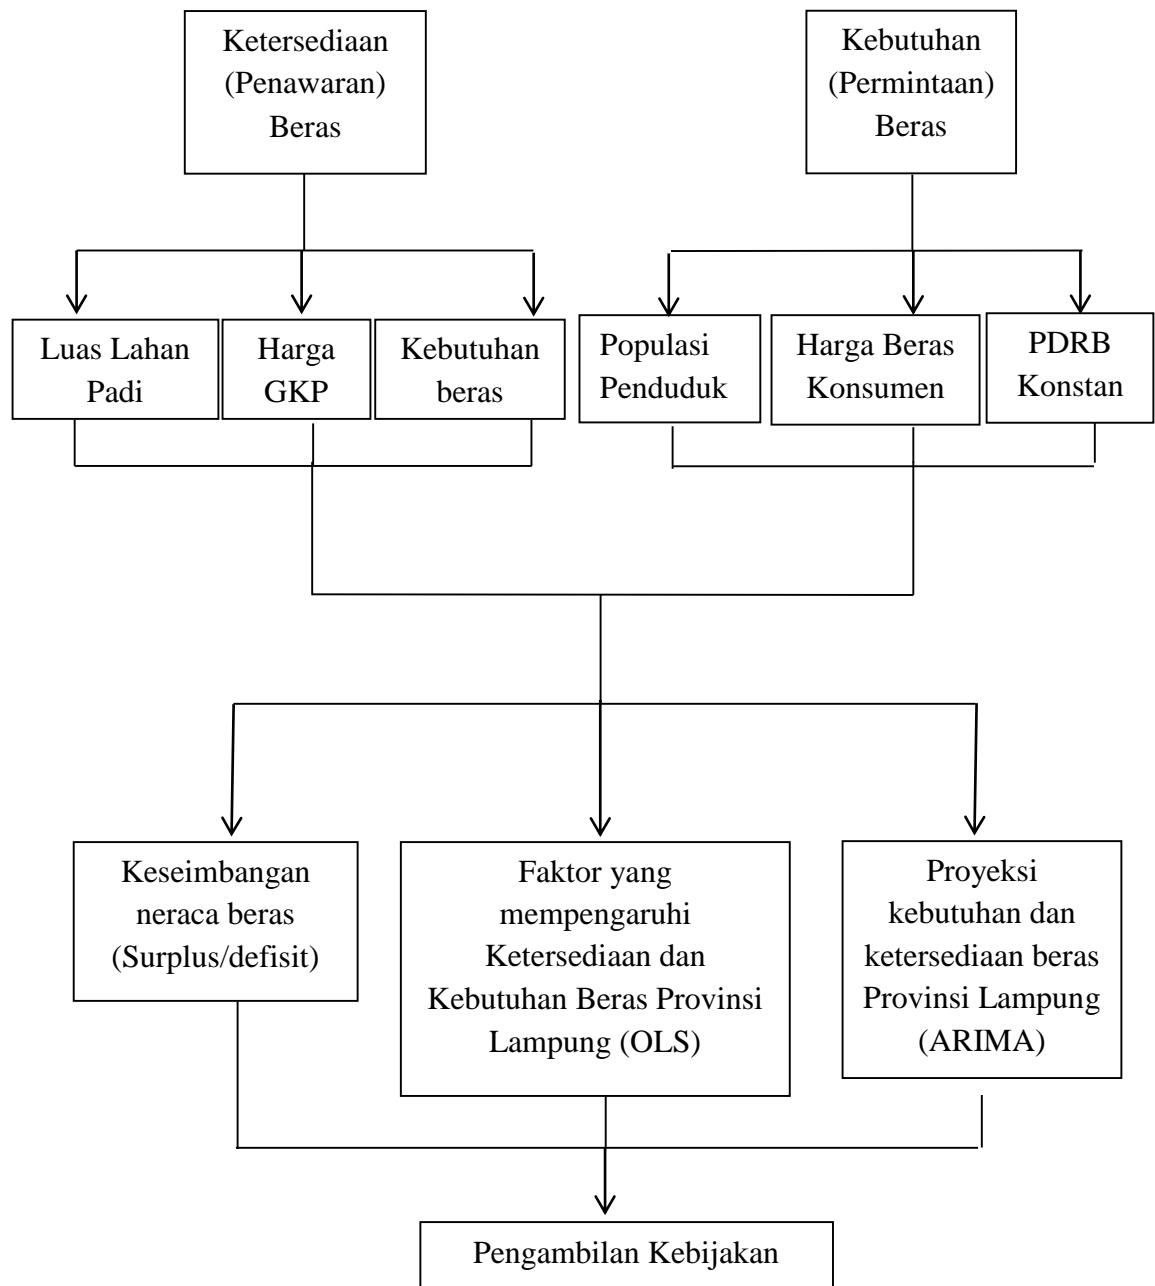 Ketersediaan
(Penawaran)
Beras
Kebutuhan
(Permintaan)
Beras
Luas Lahan
Padi
Harga
GKP
Kebutuhan
beras
Populasi
Penduduk
Harga Beras
Konsumen
PDRB
Konstan
Keseimbangan
neraca beras
(Surplus/defisit)
Faktor yang
mempengaruhi
Ketersediaan dan
Kebutuhan Beras Provinsi
Lampung (OLS)
Proyeksi
kebutuhan dan
ketersediaan beras
Provinsi Lampung
(ARIMA)
Pengambilan Kebijakan